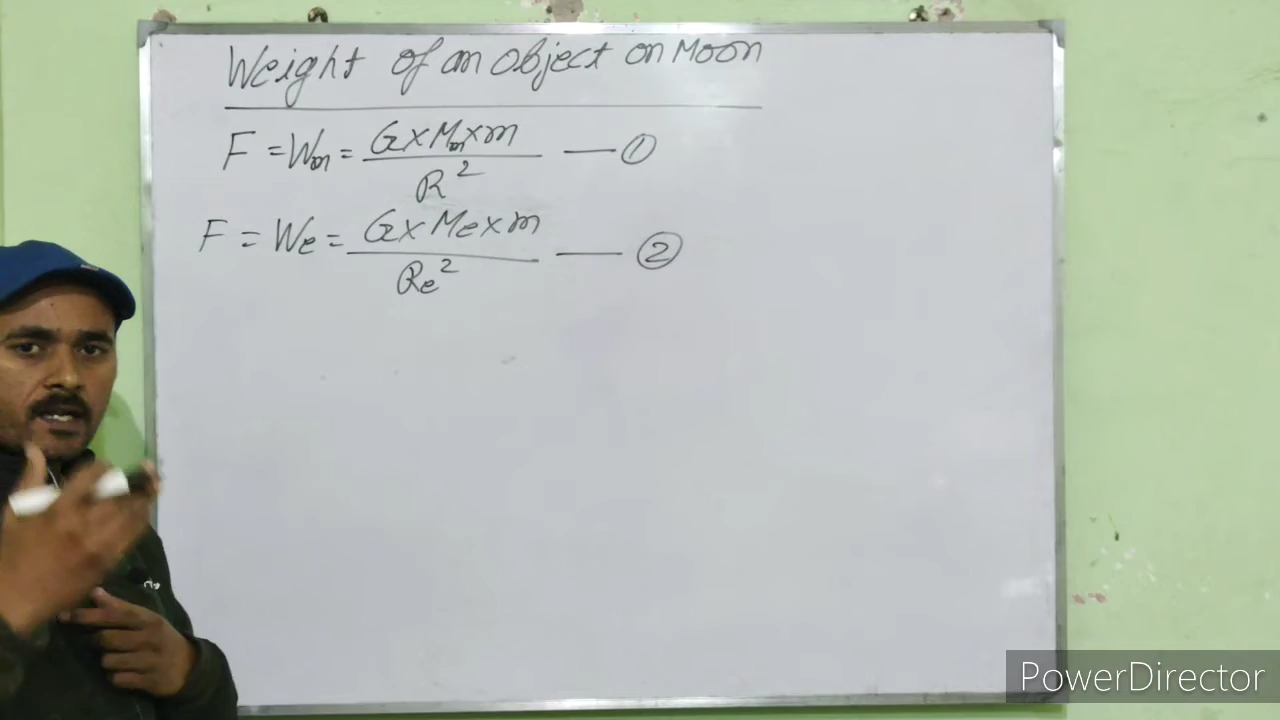 Weight of an object on Moon
F = Wm = G×Mm×m / R² — ①
F = We = G×Me×m / Re² — ②
PowerDirector